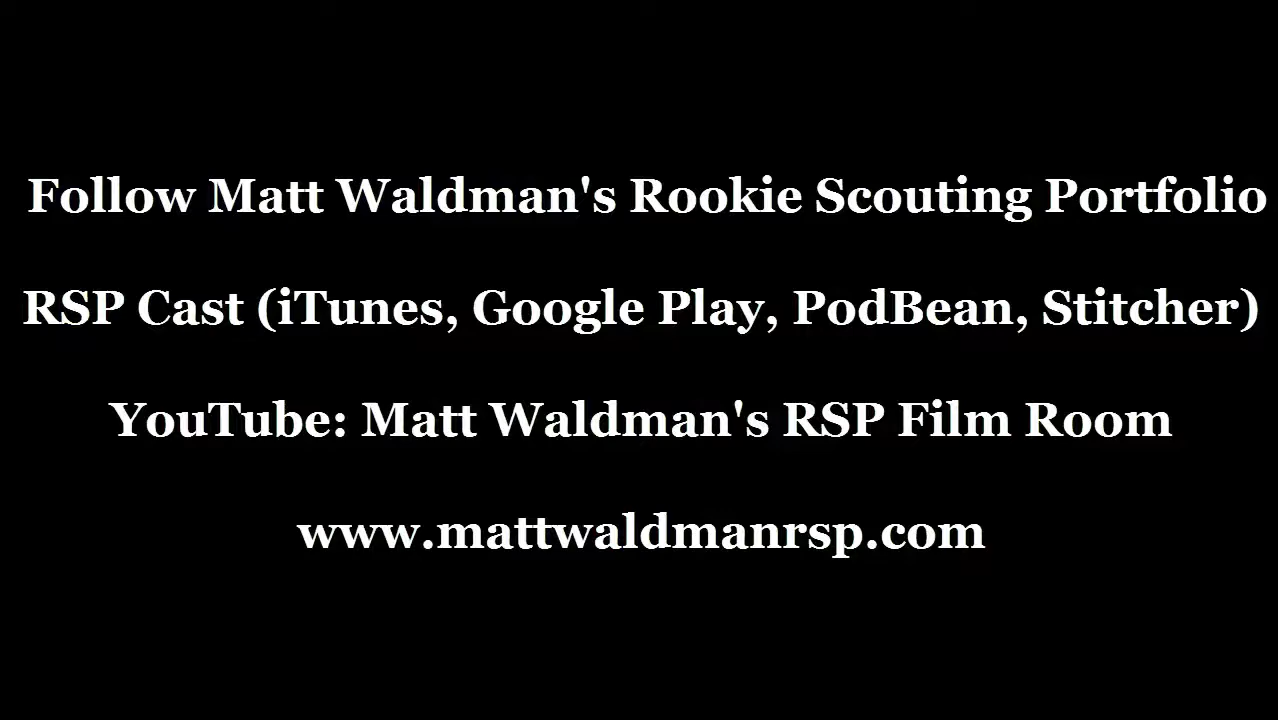 Follow Matt Waldman's Rookie Scouting Portfolio
RSP Cast (iTunes, Google Play, PodBean, Stitcher)
YouTube: Matt Waldman's RSP Film Room
www.mattwaldmanrsp.com